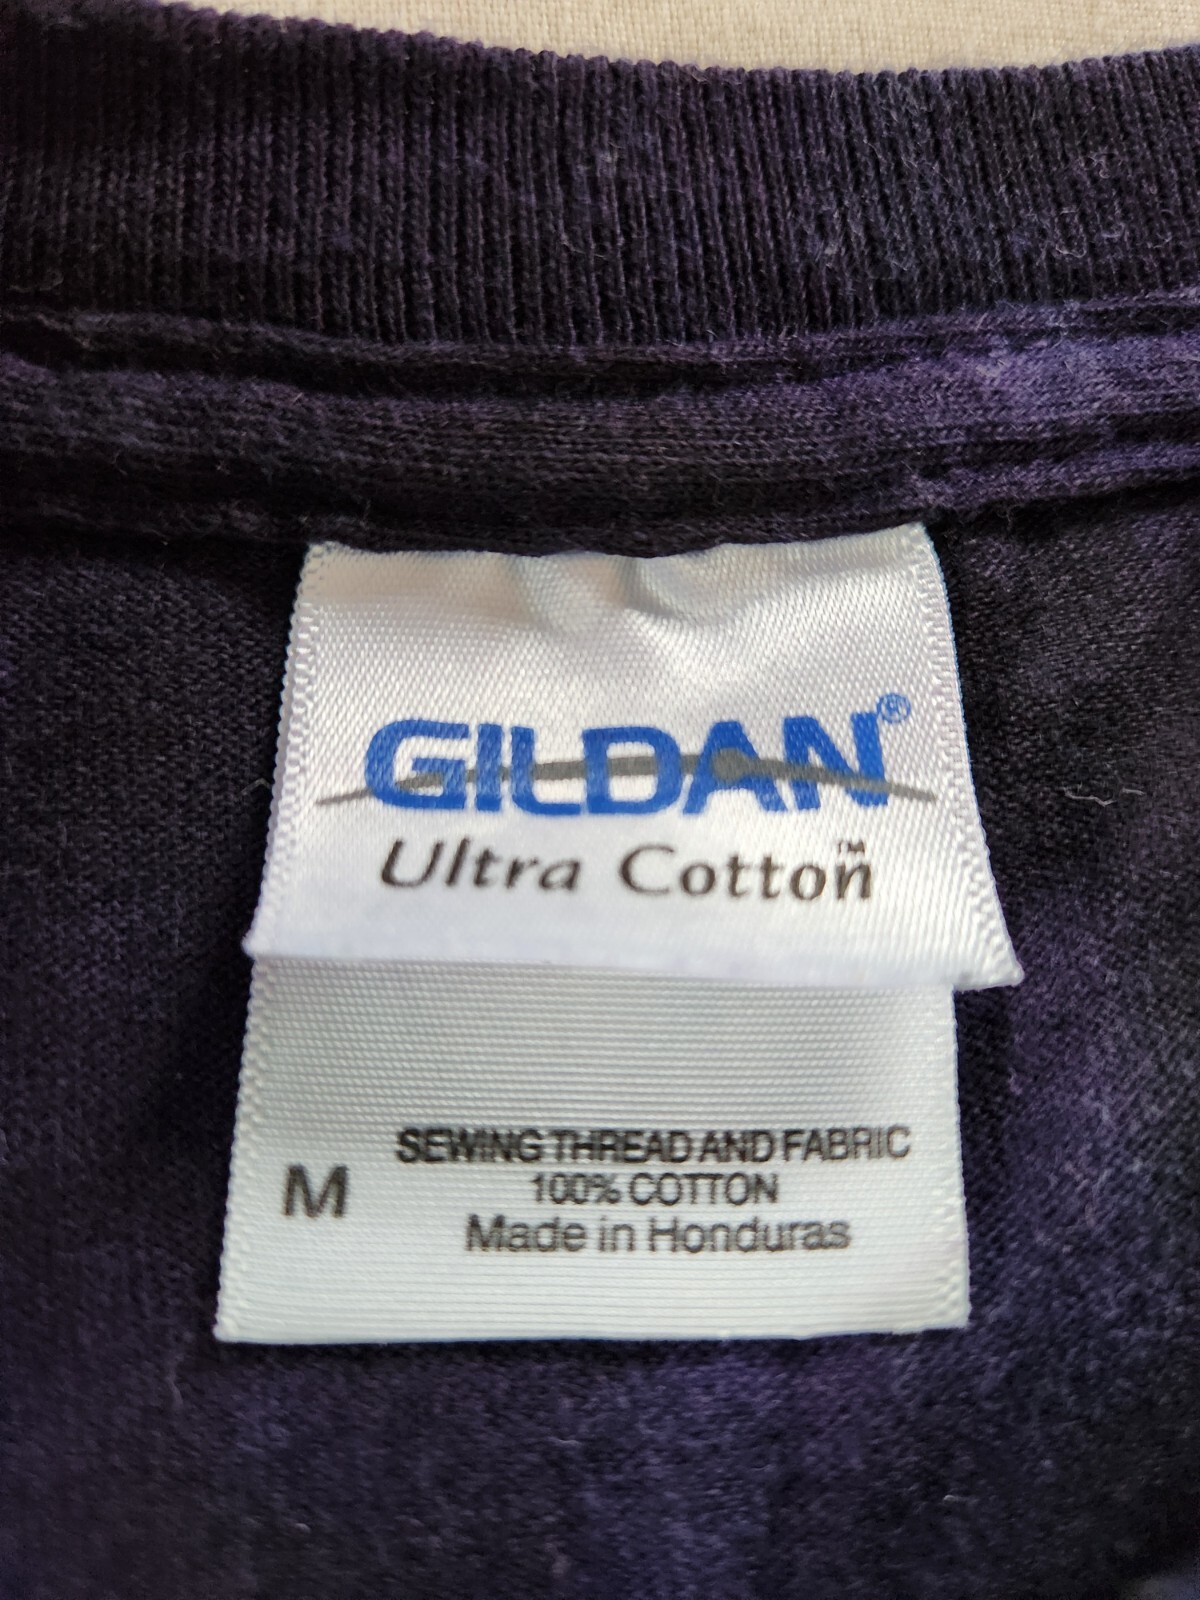 GILDAN®
Ultra Cotton™
M
SEWING THREAD AND FABRIC
100% COTTON
Made in Honduras